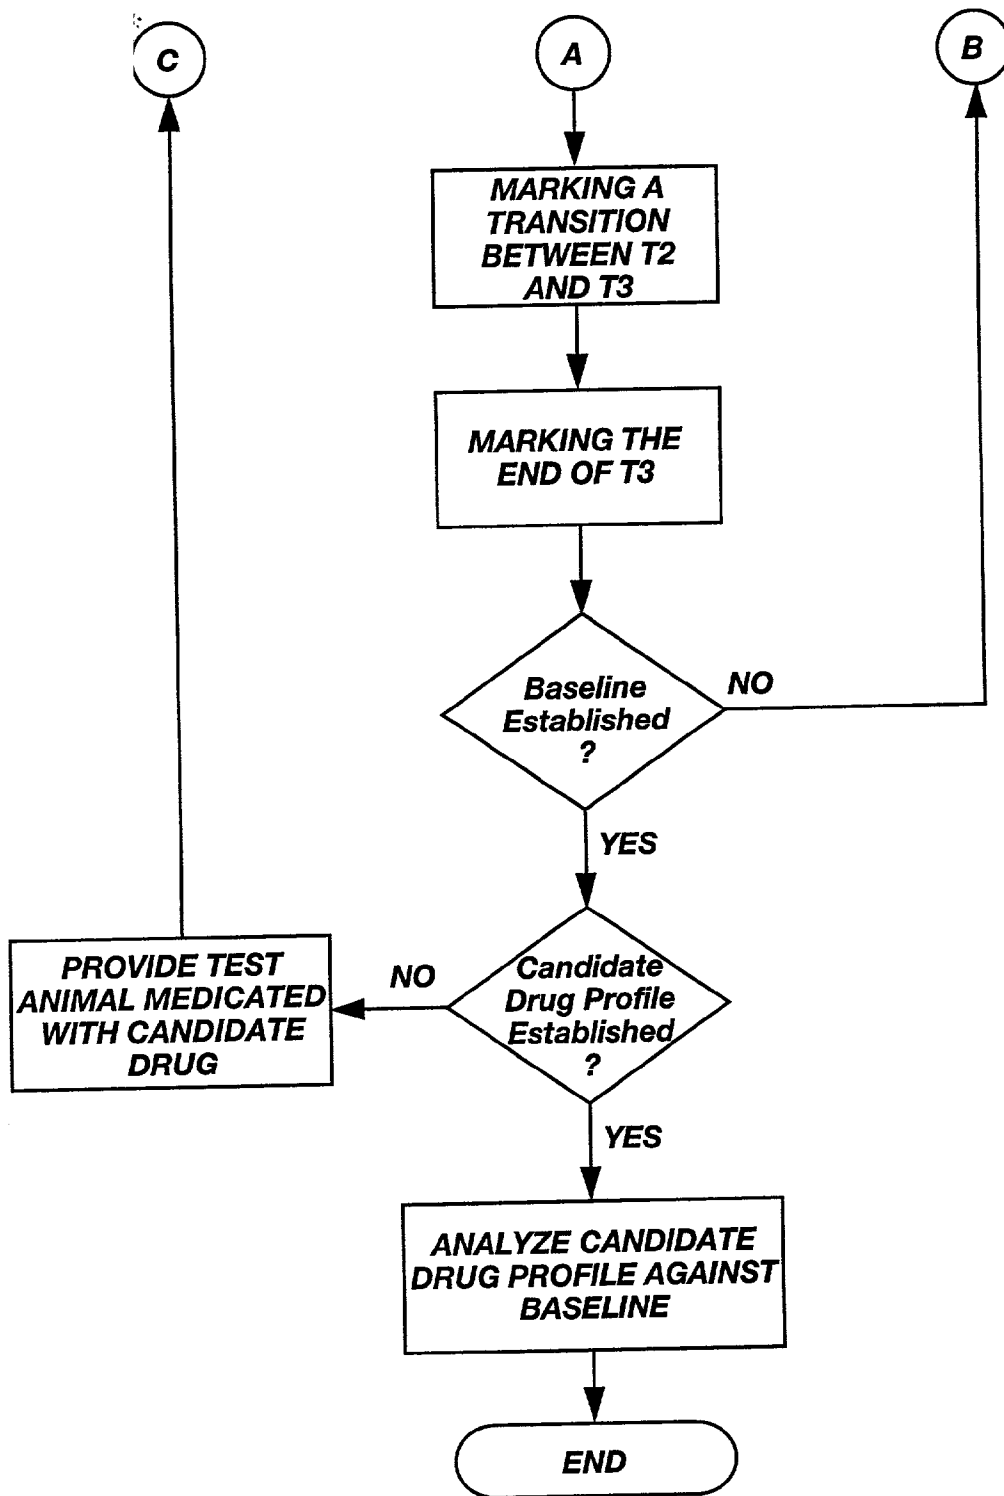 C
A
B
MARKING A
TRANSITION
BETWEEN T2
AND T3
MARKING THE
END OF T3
Baseline
Established
?
NO
YES
Candidate
Drug Profile
Established
?
NO
PROVIDE TEST
ANIMAL MEDICATED
WITH CANDIDATE
DRUG
YES
ANALYZE CANDIDATE
DRUG PROFILE AGAINST
BASELINE
END